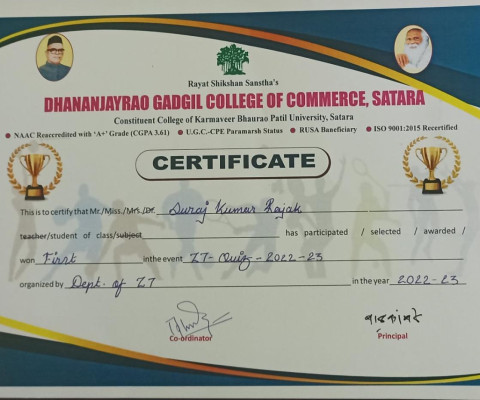 Rayat Shikshan Sanstha's
DHANANJAYRAO GADGIL COLLEGE OF COMMERCE, SATARA
Constituent College of Karmaveer Bhaurao Patil University, Satara
● NAAC Reaccredited with 'A+' Grade (CGPA 3.61) ● U.G.C.-CPE Paramarsh Status ● RUSA Beneficiary ● ISO 9001:2015 Recertified
CERTIFICATE
This is to certify that Mr./Miss./Mrs./Dr. Suraj Kumar Rajak
teacher/student of class/subject has participated / selected / awarded /
won First in the event IT-Quiz-2022-23
organized by Dept. of IT in the year 2022-23
Co-ordinator Principal